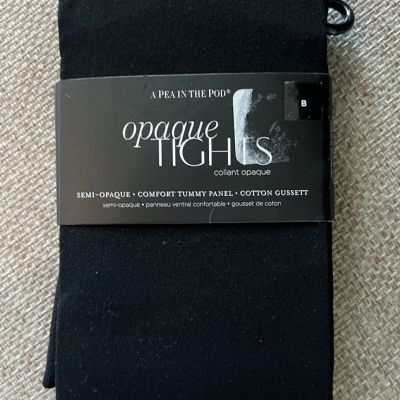 A PEA IN THE POD®
B
opaque
TIGHTS
collant opaque
SEMI-OPAQUE • COMFORT TUMMY PANEL • COTTON GUSSETT
semi-opaque • panneau ventral confortable • gousset de coton